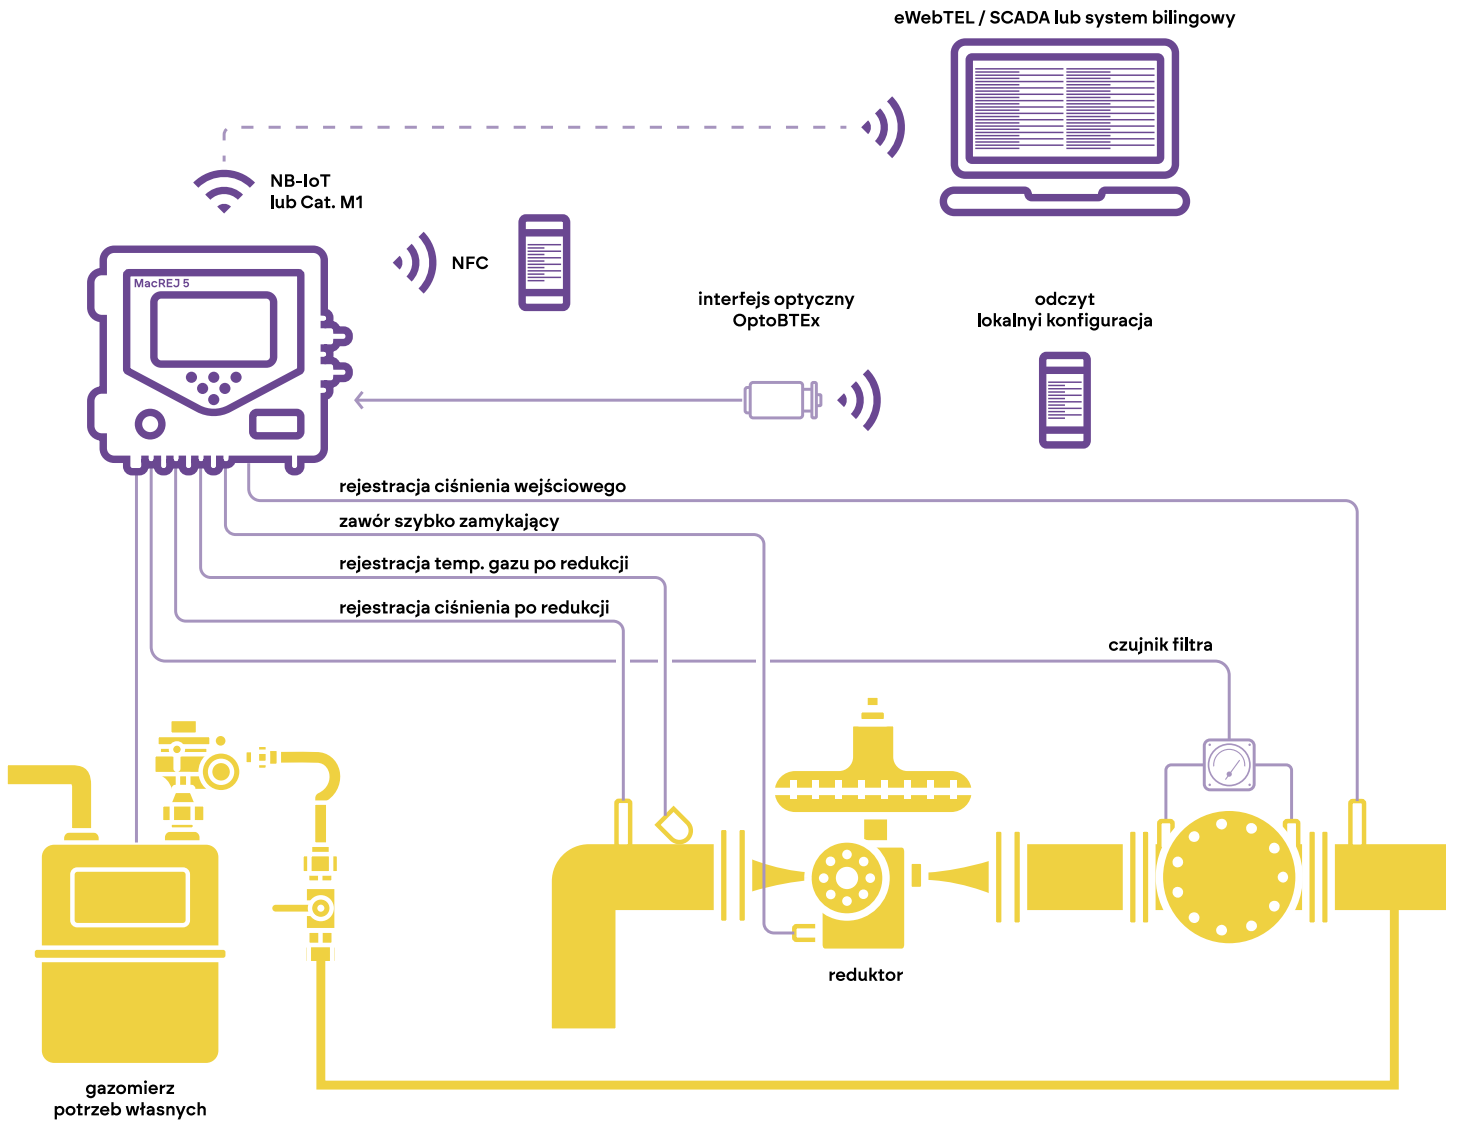 eWebTEL / SCADA lub system bilingowy
NB-IoT
lub Cat. M1
NFC
MacREJ 5
interfejs optyczny
OptoBTEx
odczyt
lokalnyi konfiguracja
rejestracja ciśnienia wejściowego
zawór szybko zamykający
rejestracja temp. gazu po redukcji
rejestracja ciśnienia po redukcji
czujnik filtra
reduktor
gazomierz
potrzeb własnych